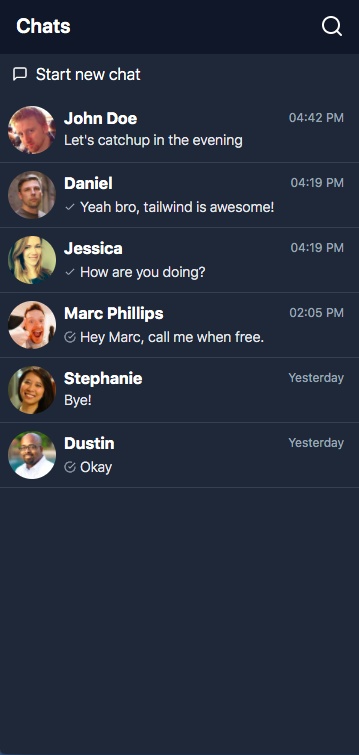 Chats
Start new chat
John Doe 04:42 PM
Let's catchup in the evening
Daniel 04:19 PM
Yeah bro, tailwind is awesome!
Jessica 04:19 PM
How are you doing?
Marc Phillips 02:05 PM
Hey Marc, call me when free.
Stephanie Yesterday
Bye!
Dustin Yesterday
Okay